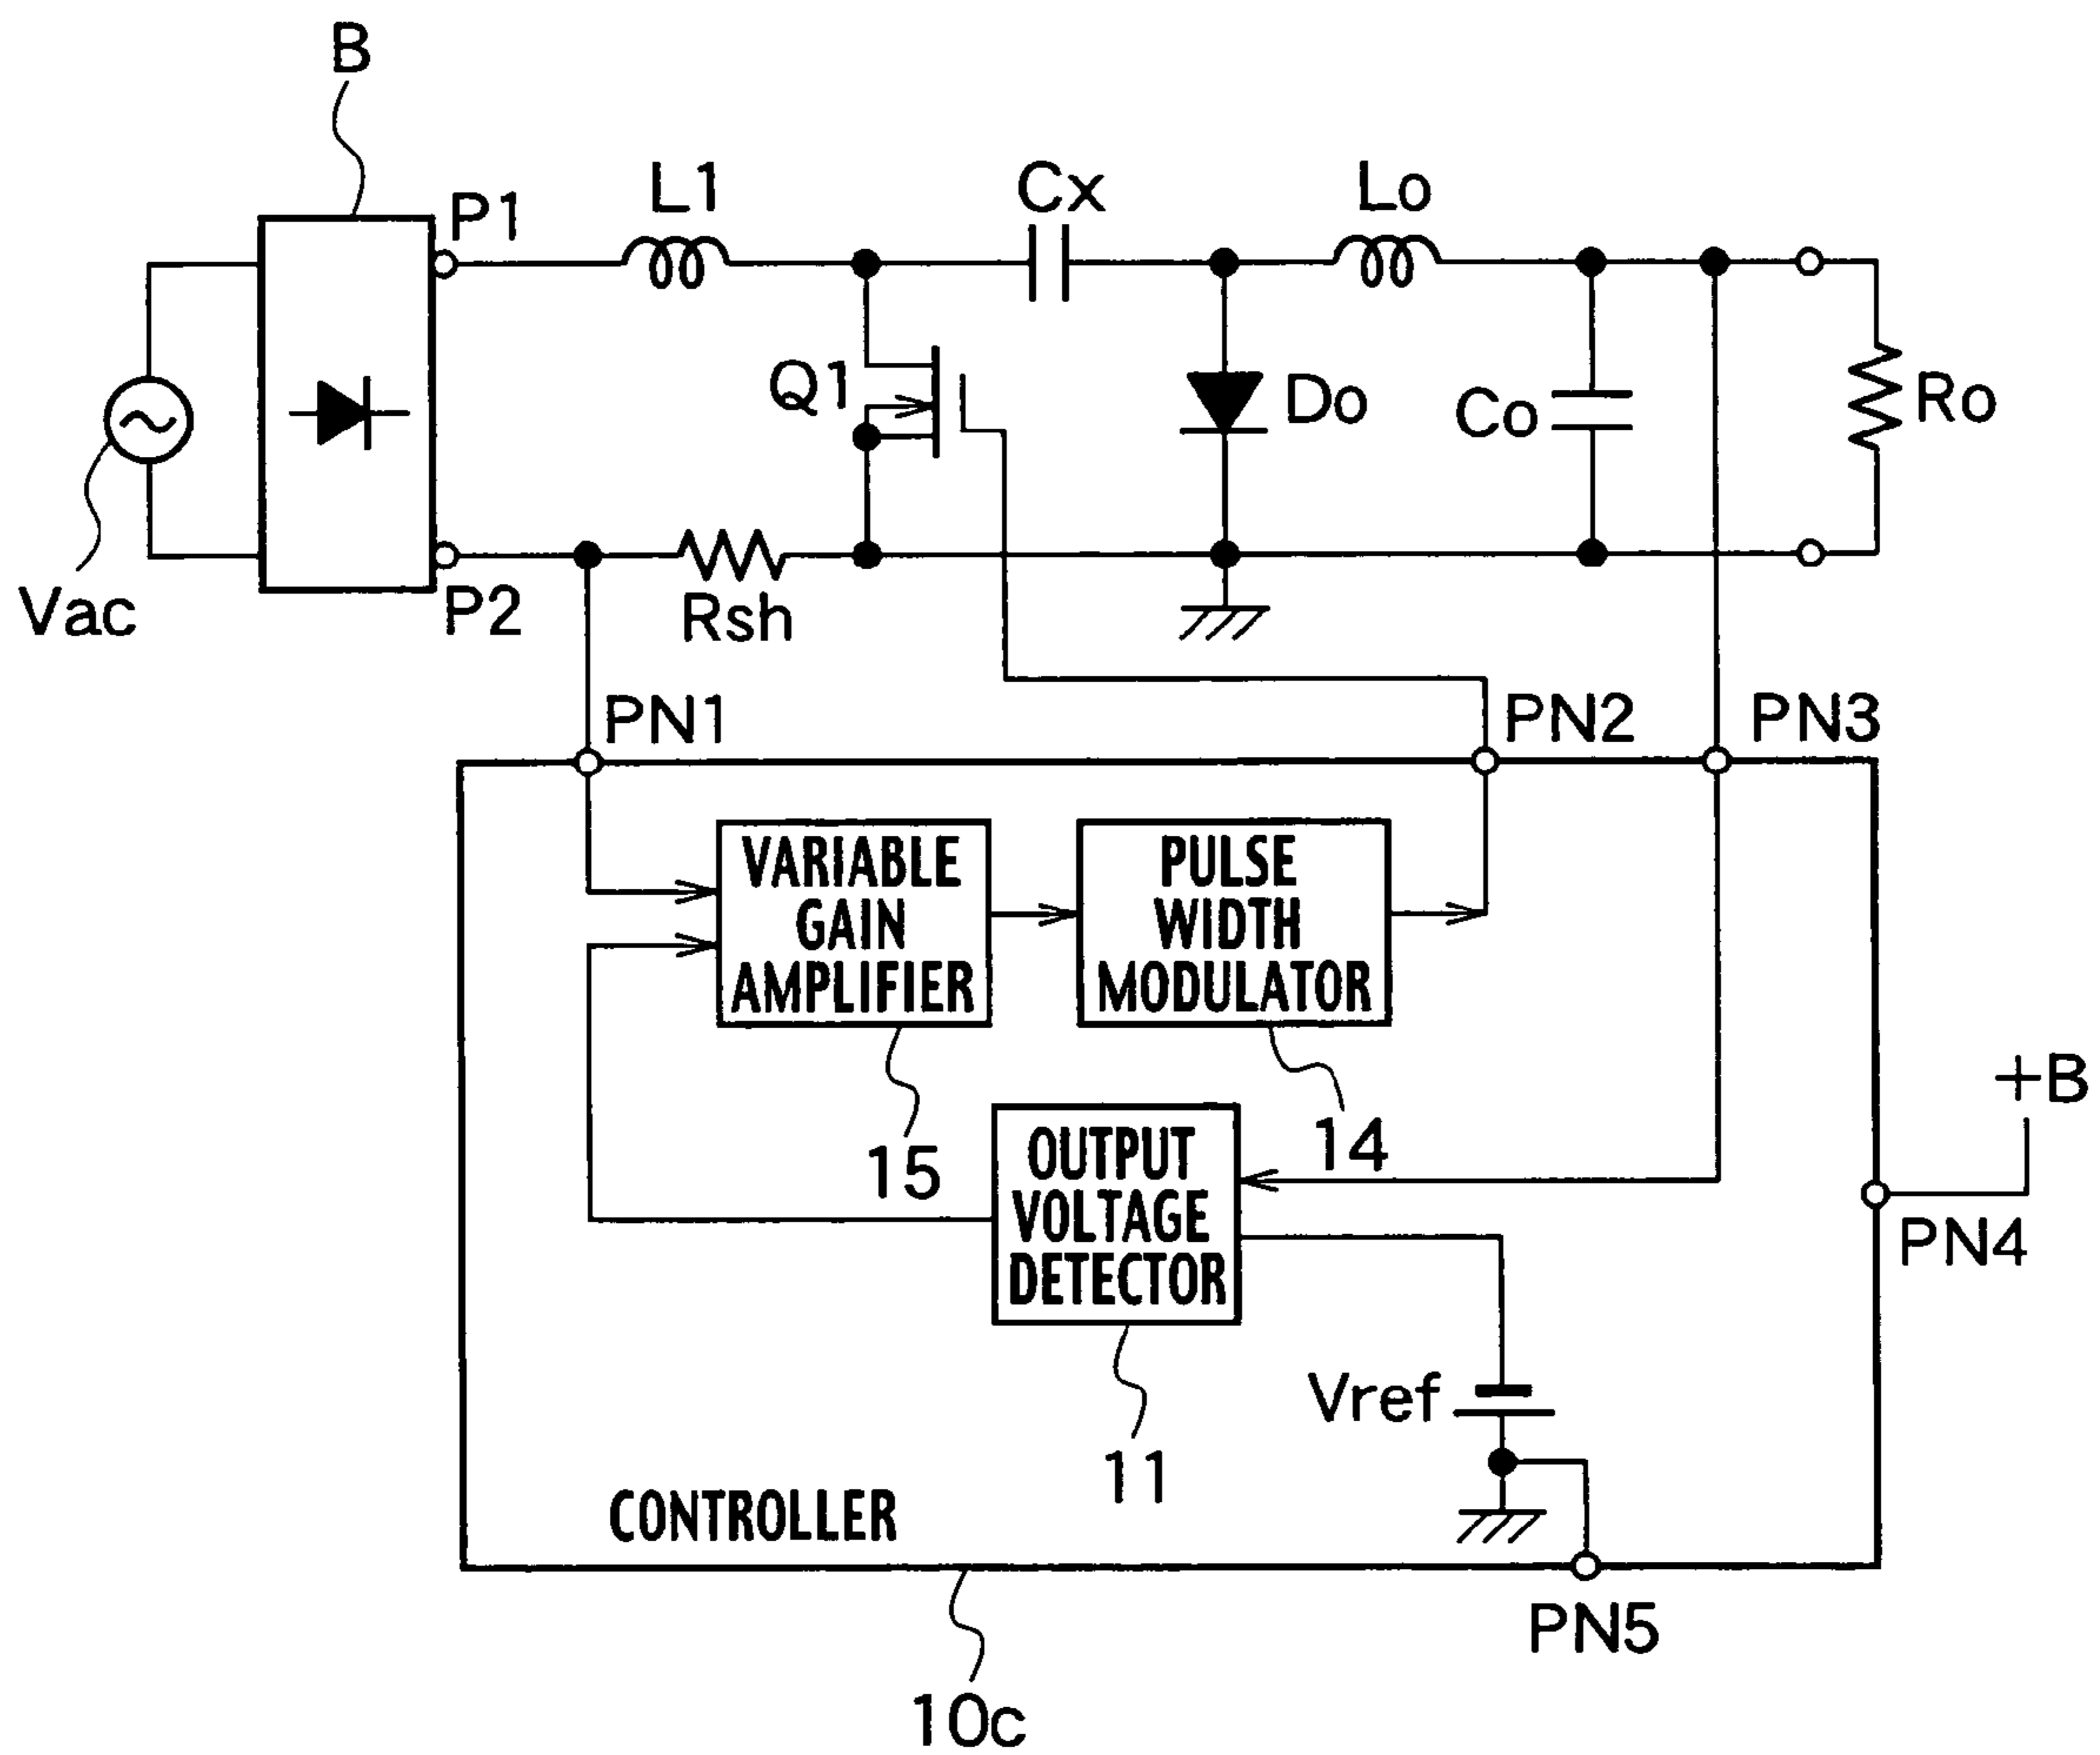 B
P1
L1
Cx
Lo
Q1
Do
Co
Ro
Vac
P2
Rsh
PN1
PN2
PN3
VARIABLE
GAIN
AMPLIFIER
PULSE
WIDTH
MODULATOR
+B
15
14
OUTPUT
VOLTAGE
DETECTOR
PN4
Vref
11
CONTROLLER
PN5
10c